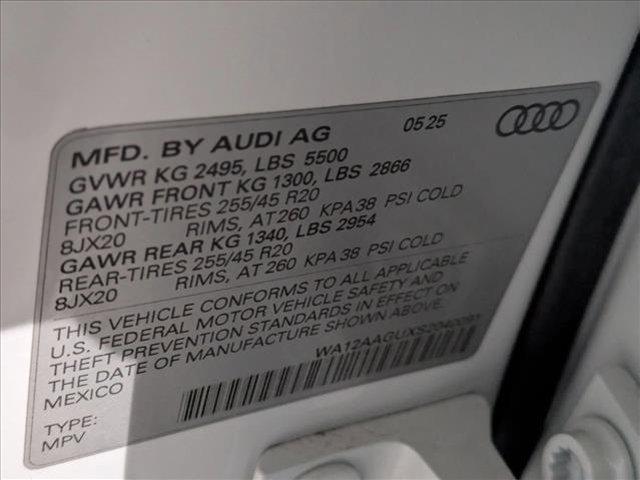 MFD. BY AUDI AG 05 25
GVWR KG 2495, LBS 5500
GAWR FRONT KG 1300, LBS 2866
FRONT-TIRES 255/45 R20
8JX20 RIMS, AT 260 KPA 38 PSI COLD
GAWR REAR KG 1340, LBS 2954
REAR-TIRES 255/45 R20
8JX20 RIMS, AT 260 KPA 38 PSI COLD
THIS VEHICLE CONFORMS TO ALL APPLICABLE
U.S. FEDERAL MOTOR VEHICLE SAFETY AND
THEFT PREVENTION STANDARDS IN EFFECT ON
THE DATE OF MANUFACTURE SHOWN ABOVE.
MEXICO
WA12AAGUXS2040091
TYPE:
MPV